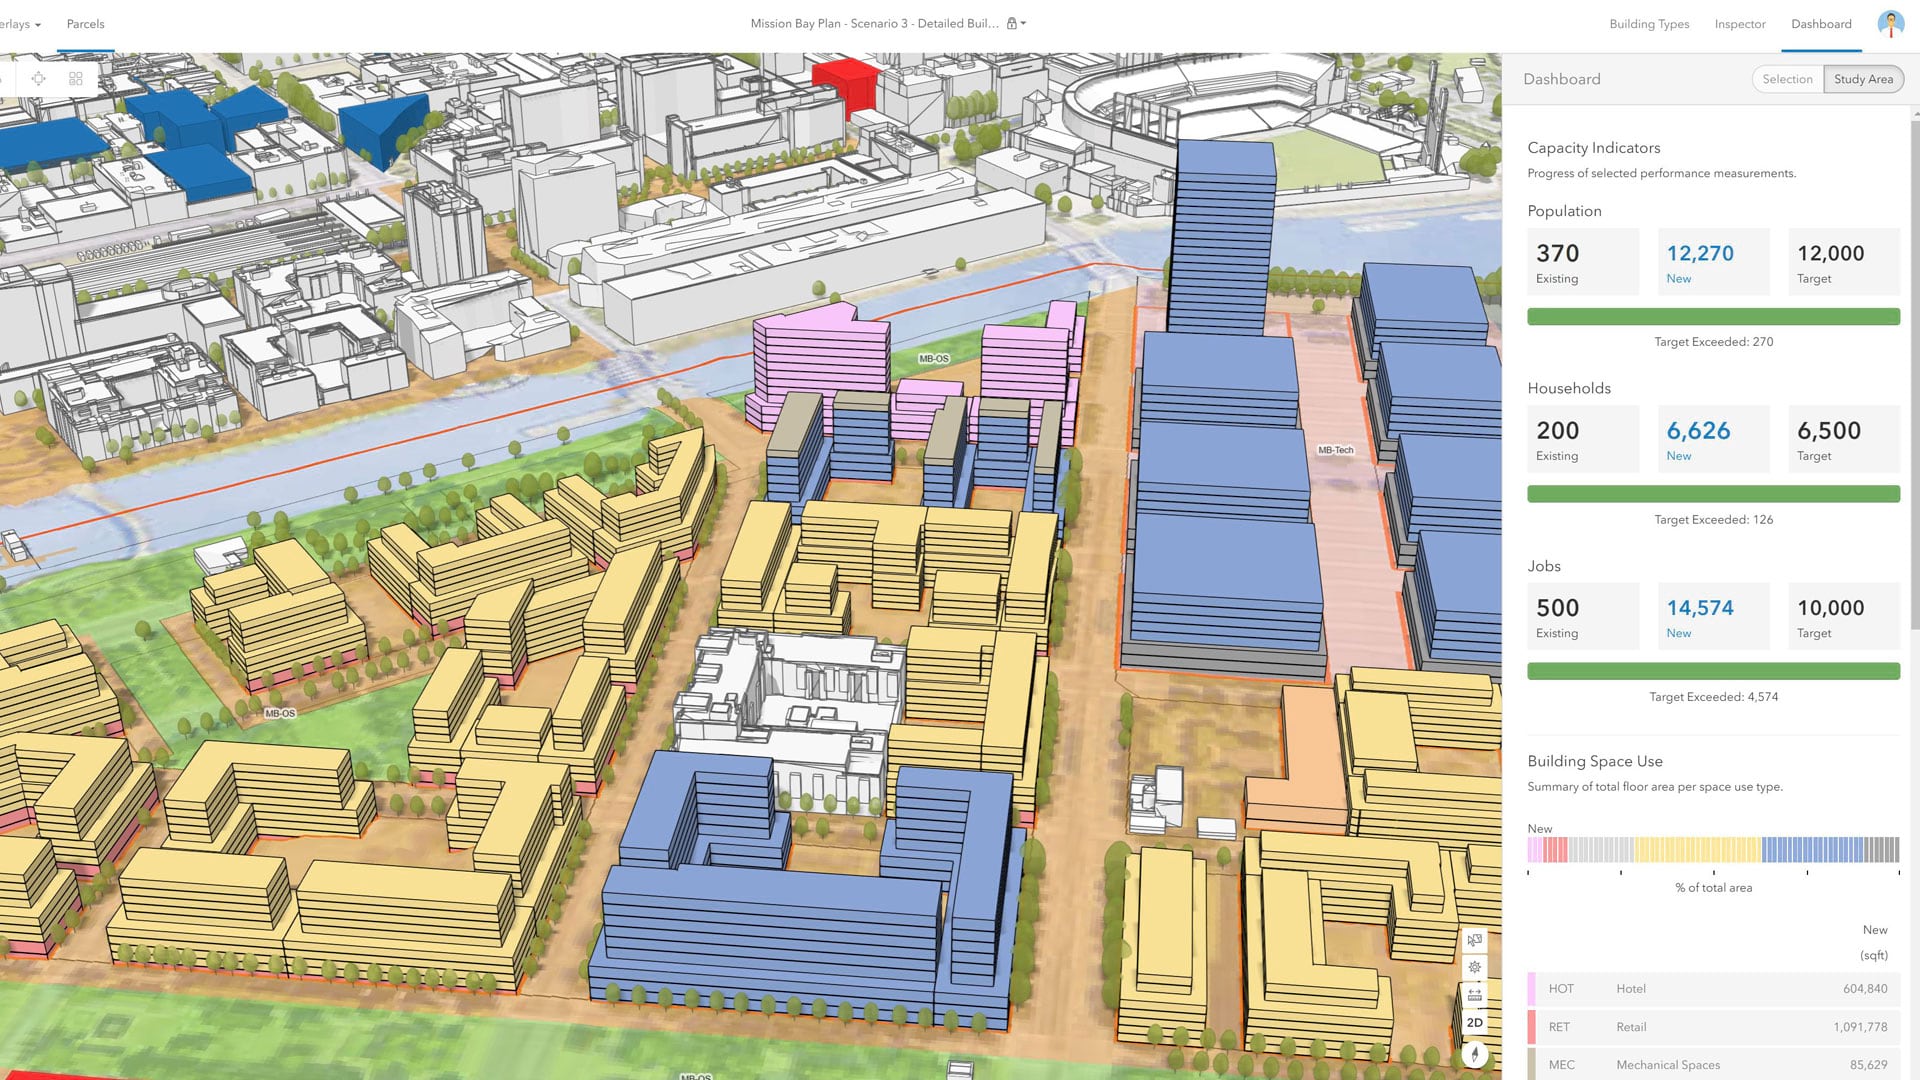 erlays
Parcels
Mission Bay Plan - Scenario 3 - Detailed Buil...
Building Types
Inspector
Dashboard
Dashboard
Selection
Study Area
Capacity Indicators
Progress of selected performance measurements.
Population
370
12,270
12,000
Existing
New
Target
Target Exceeded: 270
Households
200
6,626
6,500
Existing
New
Target
Target Exceeded: 126
Jobs
500
14,574
10,000
Existing
New
Target
Target Exceeded: 4,574
Building Space Use
Summary of total floor area per space use type.
New
% of total area
New
(sqft)
HOT Hotel 604,840
RET Retail 1,091,778
MEC Mechanical Spaces 85,629
MB-OS
MB-Tech
MB-OS
MB-OS
2D